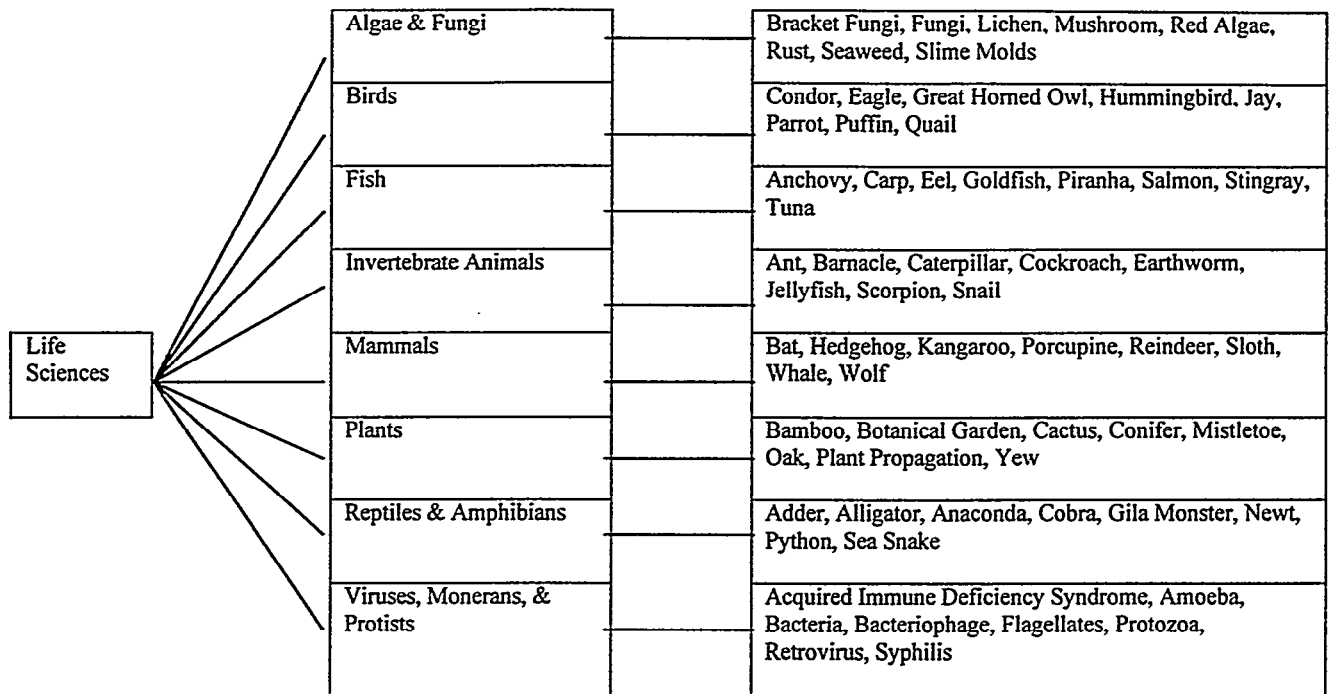 Algae & Fungi
Bracket Fungi, Fungi, Lichen, Mushroom, Red Algae,
Rust, Seaweed, Slime Molds
Birds
Condor, Eagle, Great Horned Owl, Hummingbird, Jay,
Parrot, Puffin, Quail
Fish
Anchovy, Carp, Eel, Goldfish, Piranha, Salmon, Stingray,
Tuna
Invertebrate Animals
Ant, Barnacle, Caterpillar, Cockroach, Earthworm,
Jellyfish, Scorpion, Snail
Life
Sciences
Mammals
Bat, Hedgehog, Kangaroo, Porcupine, Reindeer, Sloth,
Whale, Wolf
Plants
Bamboo, Botanical Garden, Cactus, Conifer, Mistletoe,
Oak, Plant Propagation, Yew
Reptiles & Amphibians
Adder, Alligator, Anaconda, Cobra, Gila Monster, Newt,
Python, Sea Snake
Viruses, Monerans, &
Protists
Acquired Immune Deficiency Syndrome, Amoeba,
Bacteria, Bacteriophage, Flagellates, Protozoa,
Retrovirus, Syphilis